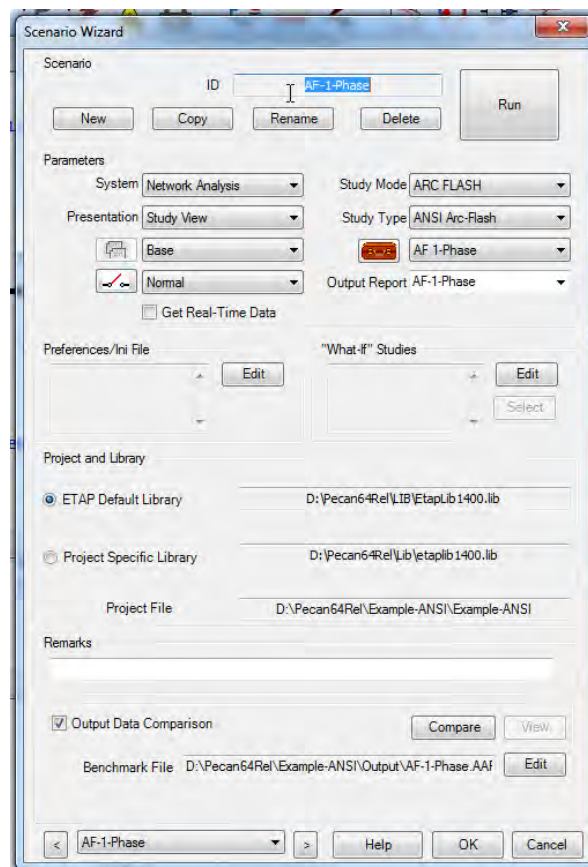 Scenario Wizard
Scenario
ID AF-1-Phase
Run
New Copy Rename Delete
Parameters
System Network Analysis Study Mode ARC FLASH
Presentation Study View Study Type ANSI Arc-Flash
Base AF 1-Phase
Normal Output Report AF-1-Phase
Get Real-Time Data
Preferences/Ini File "What-If" Studies
Edit Edit
Select
Project and Library
ETAP Default Library D:\Pecan64Rel\LIB\EtapLib1400.lib
Project Specific Library D:\Pecan64Rel\Lib\etaplib1400.lib
Project File D:\Pecan64Rel\Example-ANSI\Example-ANSI
Remarks
Output Data Comparison Compare View
Benchmark File D:\Pecan64Rel\Example-ANSI\Output\AF-1-Phase.AAF Edit
< AF-1-Phase > Help OK Cancel